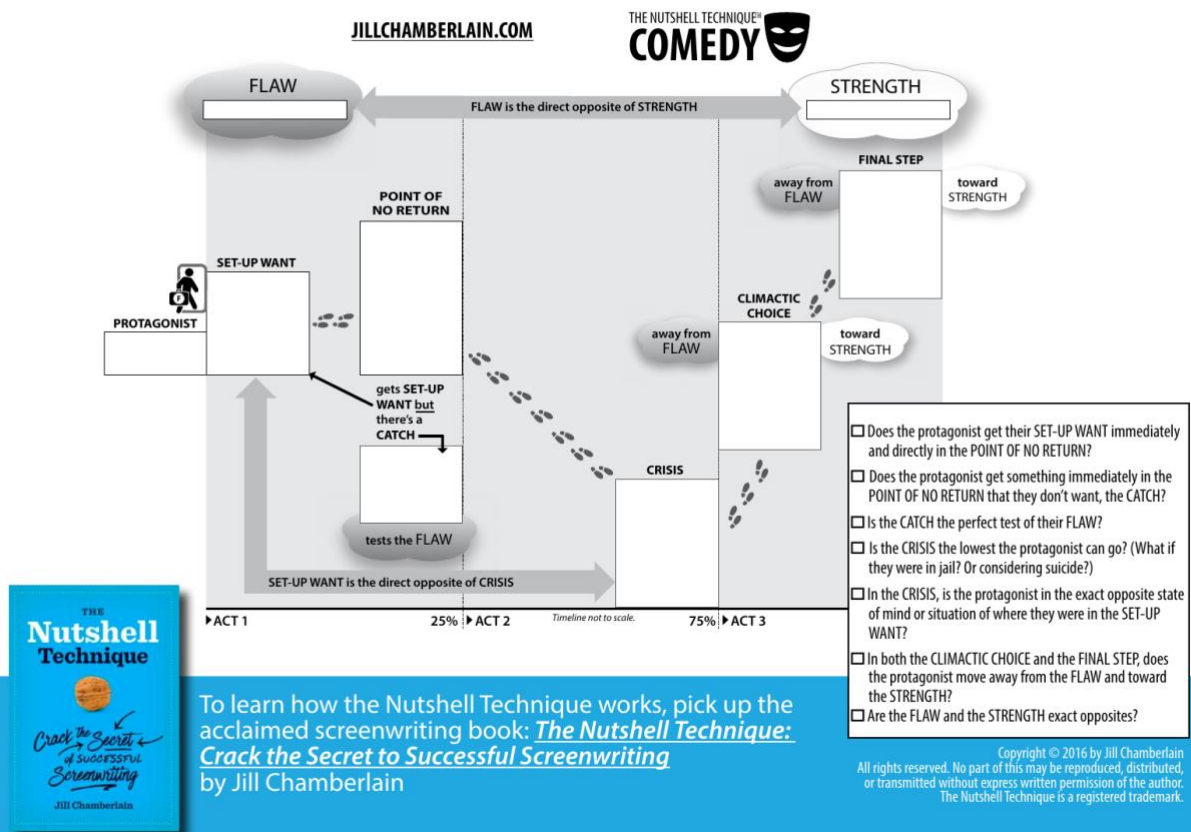 JILLCHAMBERLAIN.COM
THE NUTSHELL TECHNIQUE
COMEDY
FLAW
FLAW is the direct opposite of STRENGTH
STRENGTH
FINAL STEP
away from
FLAW
toward
STRENGTH
POINT OF
NO RETURN
SET-UP WANT
F
PROTAGONIST
CLIMACTIC
CHOICE
away from
FLAW
toward
STRENGTH
gets SET-UP
WANT but
there's a
CATCH
tests the FLAW
CRISIS
SET-UP WANT is the direct opposite of CRISIS
ACT 1
25%
ACT 2
Timeline not to scale.
75%
ACT 3
Does the protagonist get their SET-UP WANT immediately
and directly in the POINT OF NO RETURN?
Does the protagonist get something immediately in the
POINT OF NO RETURN that they don't want, the CATCH?
Is the CATCH the perfect test of their FLAW?
Is the CRISIS the lowest the protagonist can go? (What if
they were in jail? Or considering suicide?)
In the CRISIS, is the protagonist in the exact opposite state
of mind or situation of where they were in the SET-UP
WANT?
In both the CLIMACTIC CHOICE and the FINAL STEP, does
the protagonist move away from the FLAW and toward
the STRENGTH?
Are the FLAW and the STRENGTH exact opposites?
THE
Nutshell
Technique
Crack the Secret
of SUCCESSFUL
Screenwriting
Jill Chamberlain
To learn how the Nutshell Technique works, pick up the
acclaimed screenwriting book: The Nutshell Technique:
Crack the Secret to Successful Screenwriting
by Jill Chamberlain
Copyright © 2016 by Jill Chamberlain
All rights reserved. No part of this may be reproduced, distributed,
or transmitted without express written permission of the author.
The Nutshell Technique is a registered trademark.